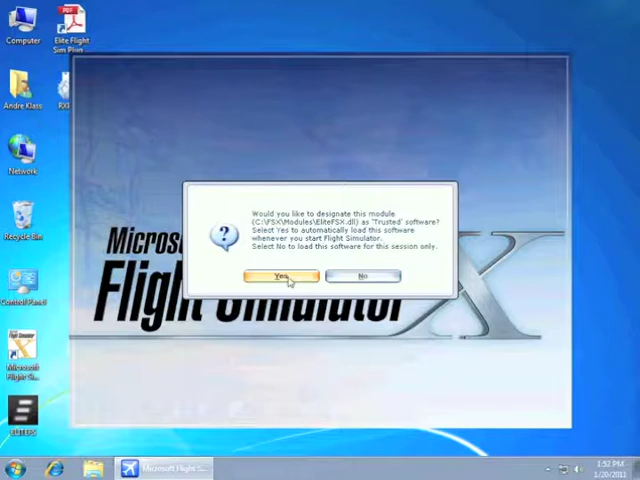 Computer
Elite Flight
Andre Klass
Network
Recycle Bin
Control Panel
Microsoft
Flight Si...
Microsoft
Flight Simulator X
Would you like to designate this module
(C:\FSX\Modules\EliteFSX.dll) as 'Trusted' software?
Select Yes to automatically load this software
whenever you start Flight Simulator.
Select No to load this software for this session only.
Yes
No
Microsoft Flight S...
1:52 PM
1/20/2011